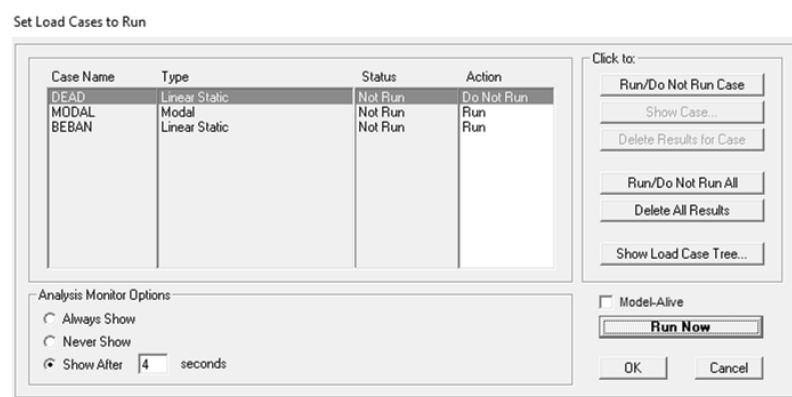 Set Load Cases to Run
Click to:
Case Name Type Status Action
DEAD Linear Static Not Run Do Not Run
MODAL Modal Not Run Run
BEBAN Linear Static Not Run Run
Run/Do Not Run Case
Show Case...
Delete Results for Case
Run/Do Not Run All
Delete All Results
Show Load Case Tree...
Analysis Monitor Options
Always Show
Never Show
Show After 4 seconds
Model-Alive
Run Now
OK Cancel